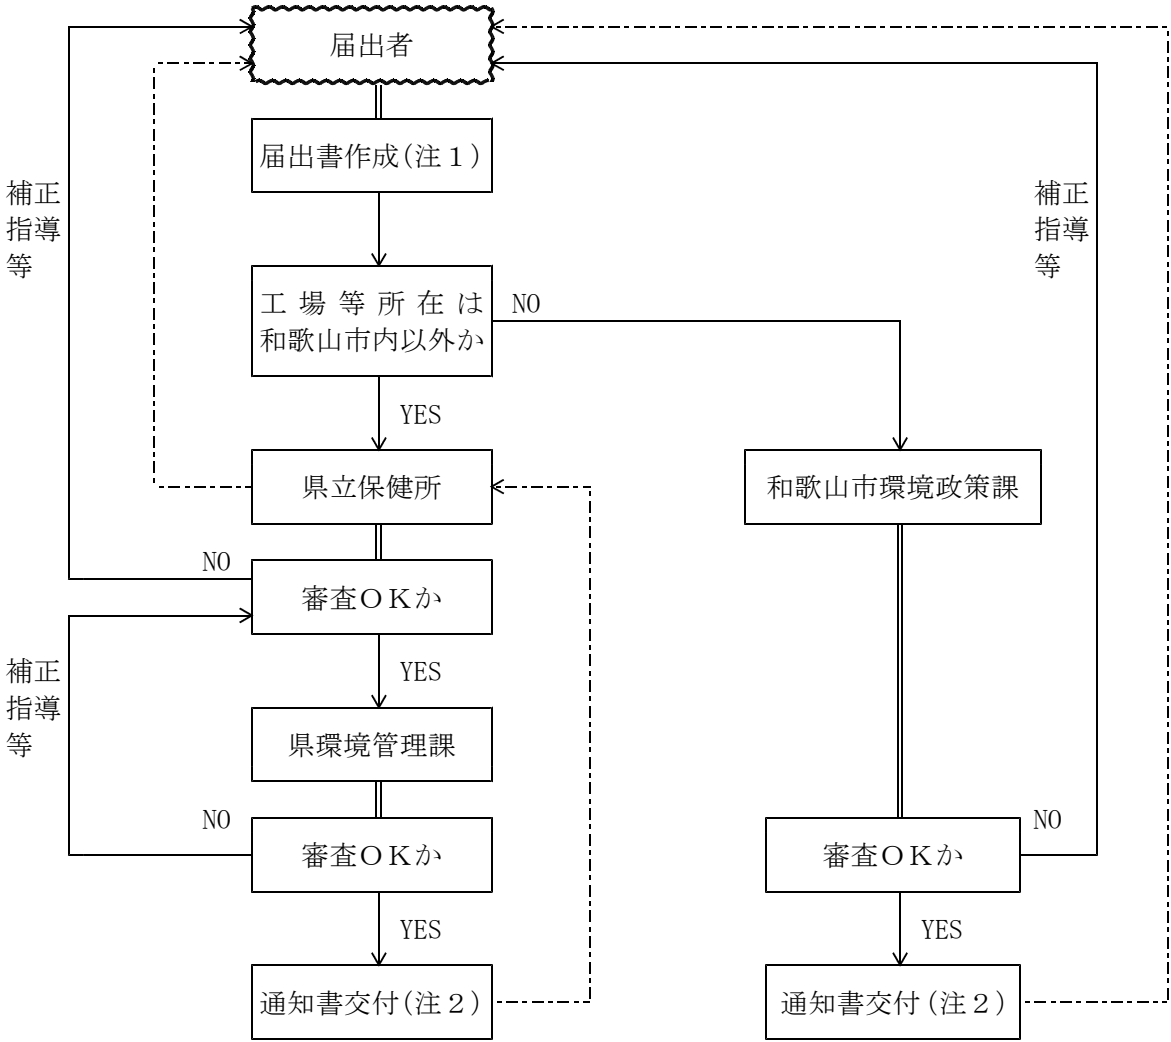 届出者
届出書作成(注１)
補正
指導
等
補正
指導
等
工場等所在は
和歌山市内以外か
NO
YES
県立保健所
和歌山市環境政策課
NO
審査ＯＫか
YES
補正
指導
等
県環境管理課
NO
審査ＯＫか
審査ＯＫか
NO
YES
YES
通知書交付(注２)
通知書交付(注２)